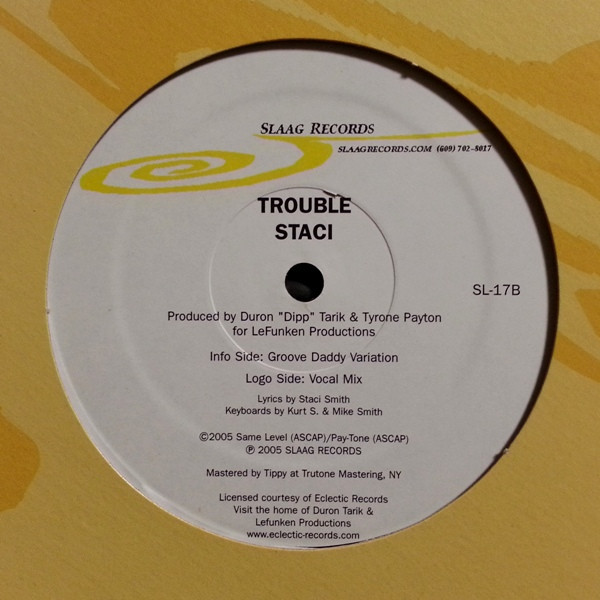 SLAAG RECORDS
SLAAGRECORDS.COM (609) 702-8017
TROUBLE
STACI
SL-17B
Produced by Duron "Dipp" Tarik & Tyrone Payton
for LeFunken Productions
Info Side: Groove Daddy Variation
Logo Side: Vocal Mix
Lyrics by Staci Smith
Keyboards by Kurt S. & Mike Smith
©2005 Same Level (ASCAP)/Pay-Tone (ASCAP)
℗ 2005 SLAAG RECORDS
Mastered by Tippy at Trutone Mastering, NY
Licensed courtesy of Eclectic Records
Visit the home of Duron Tarik &
Lefunken Productions
www.eclectic-records.com